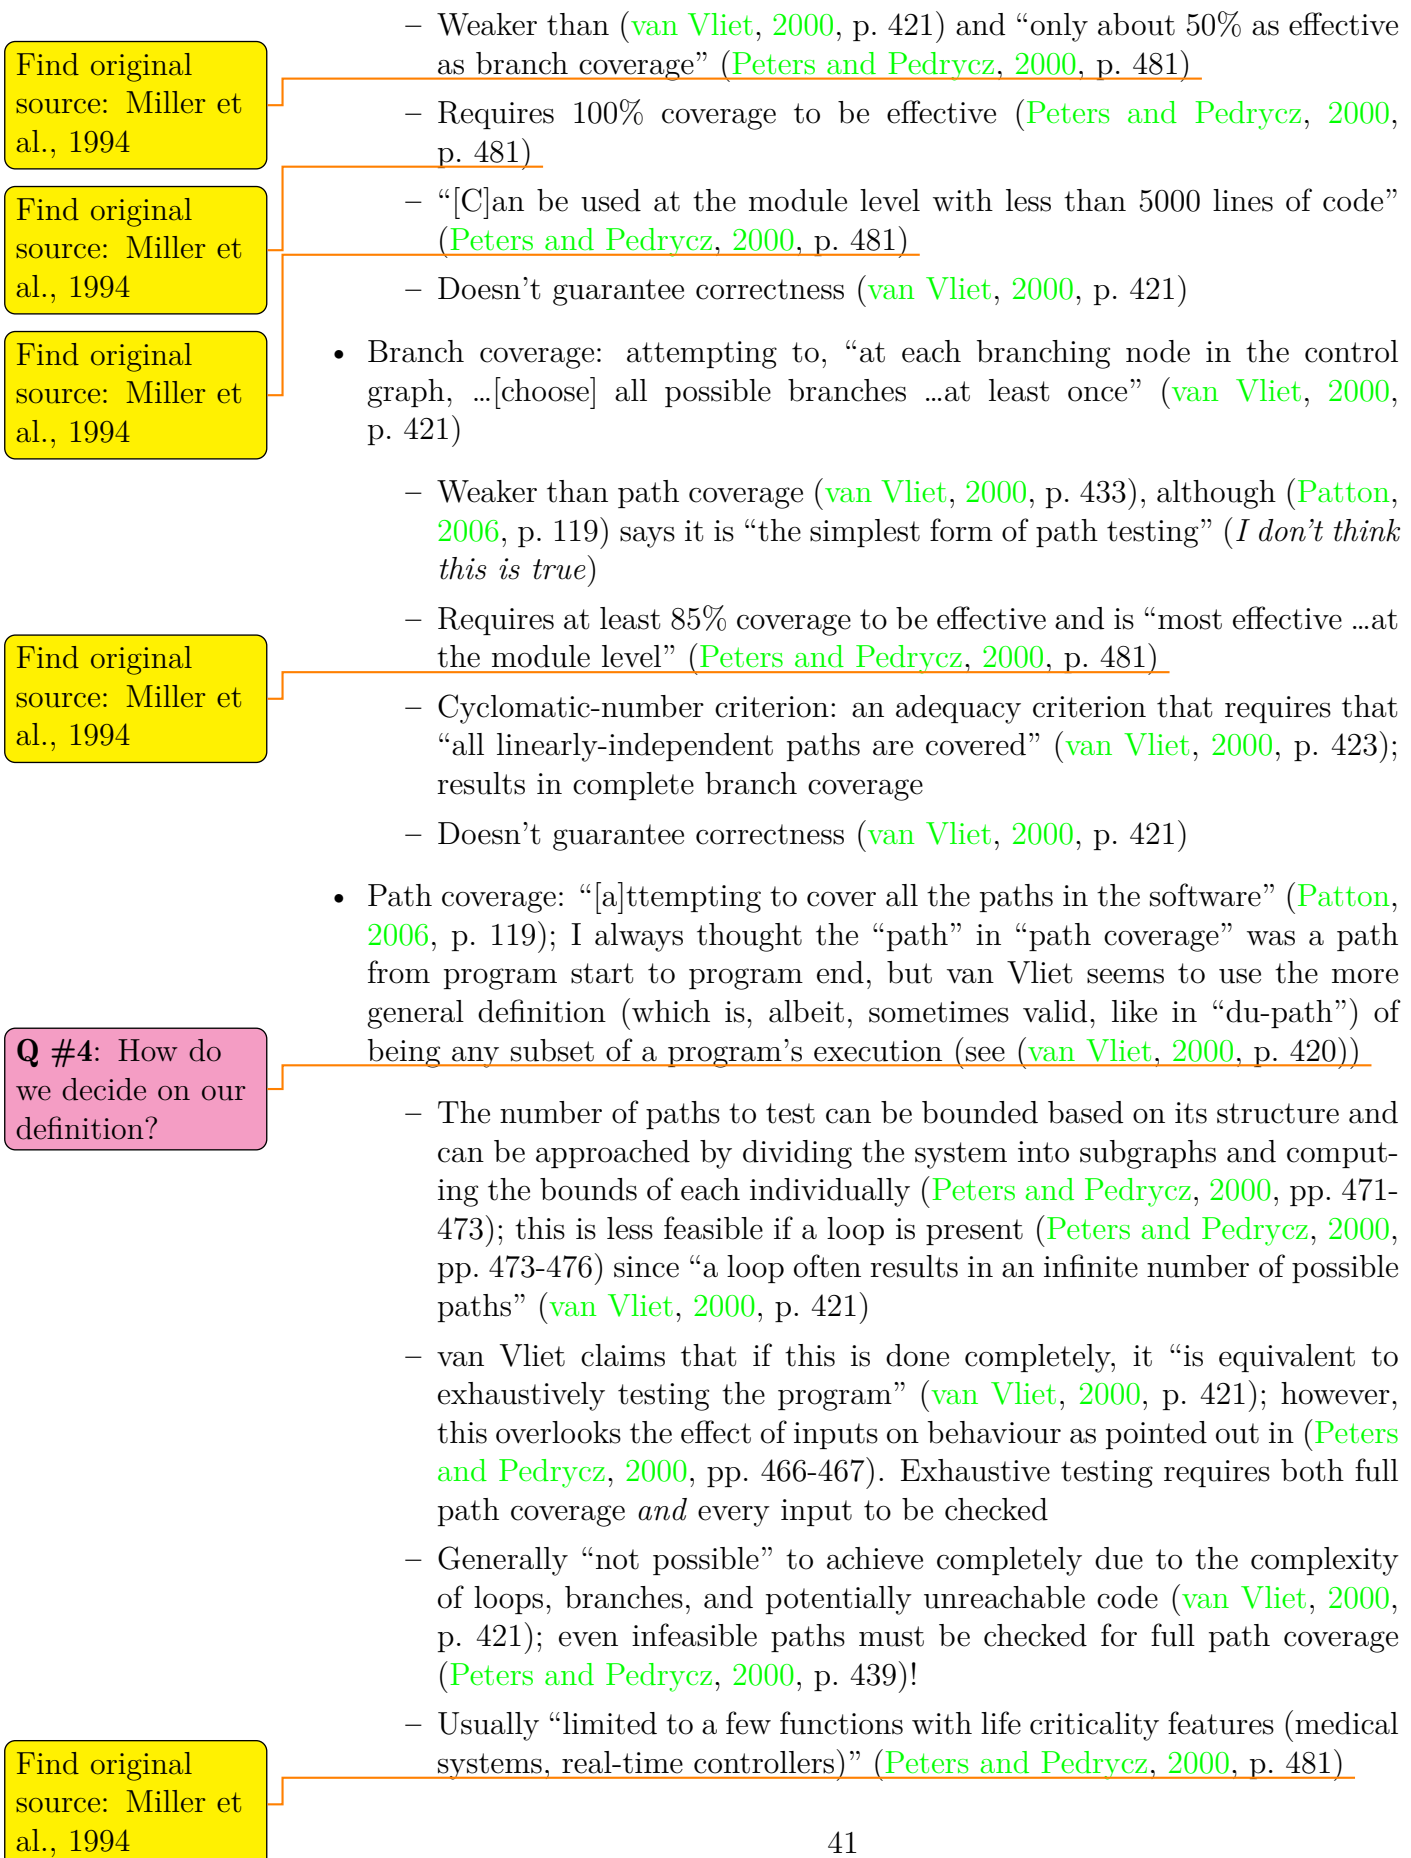 – Weaker than (van Vliet, 2000, p. 421) and “only about 50% as effective
as branch coverage” (Peters and Pedrycz, 2000, p. 481)
Find original
source: Miller et
al., 1994
– Requires 100% coverage to be effective (Peters and Pedrycz, 2000,
p. 481)
Find original
source: Miller et
al., 1994
– “[C]an be used at the module level with less than 5000 lines of code”
(Peters and Pedrycz, 2000, p. 481)
Find original
source: Miller et
al., 1994
– Doesn't guarantee correctness (van Vliet, 2000, p. 421)
• Branch coverage: attempting to, “at each branching node in the control
graph, …[choose] all possible branches …at least once” (van Vliet, 2000,
p. 421)
– Weaker than path coverage (van Vliet, 2000, p. 433), although (Patton,
2006, p. 119) says it is “the simplest form of path testing” (I don't think
this is true)
– Requires at least 85% coverage to be effective and is “most effective …at
the module level” (Peters and Pedrycz, 2000, p. 481)
Find original
source: Miller et
al., 1994
– Cyclomatic-number criterion: an adequacy criterion that requires that
“all linearly-independent paths are covered” (van Vliet, 2000, p. 423);
results in complete branch coverage
– Doesn't guarantee correctness (van Vliet, 2000, p. 421)
• Path coverage: “[a]ttempting to cover all the paths in the software” (Patton,
2006, p. 119); I always thought the “path” in “path coverage” was a path
from program start to program end, but van Vliet seems to use the more
general definition (which is, albeit, sometimes valid, like in “du-path”) of
being any subset of a program's execution (see (van Vliet, 2000, p. 420))
Q #4: How do
we decide on our
definition?
– The number of paths to test can be bounded based on its structure and
can be approached by dividing the system into subgraphs and comput-
ing the bounds of each individually (Peters and Pedrycz, 2000, pp. 471-
473); this is less feasible if a loop is present (Peters and Pedrycz, 2000,
pp. 473-476) since “a loop often results in an infinite number of possible
paths” (van Vliet, 2000, p. 421)
– van Vliet claims that if this is done completely, it “is equivalent to
exhaustively testing the program” (van Vliet, 2000, p. 421); however,
this overlooks the effect of inputs on behaviour as pointed out in (Peters
and Pedrycz, 2000, pp. 466-467). Exhaustive testing requires both full
path coverage and every input to be checked
– Generally “not possible” to achieve completely due to the complexity
of loops, branches, and potentially unreachable code (van Vliet, 2000,
p. 421); even infeasible paths must be checked for full path coverage
(Peters and Pedrycz, 2000, p. 439)!
– Usually “limited to a few functions with life criticality features (medical
systems, real-time controllers)” (Peters and Pedrycz, 2000, p. 481)
Find original
source: Miller et
al., 1994
41